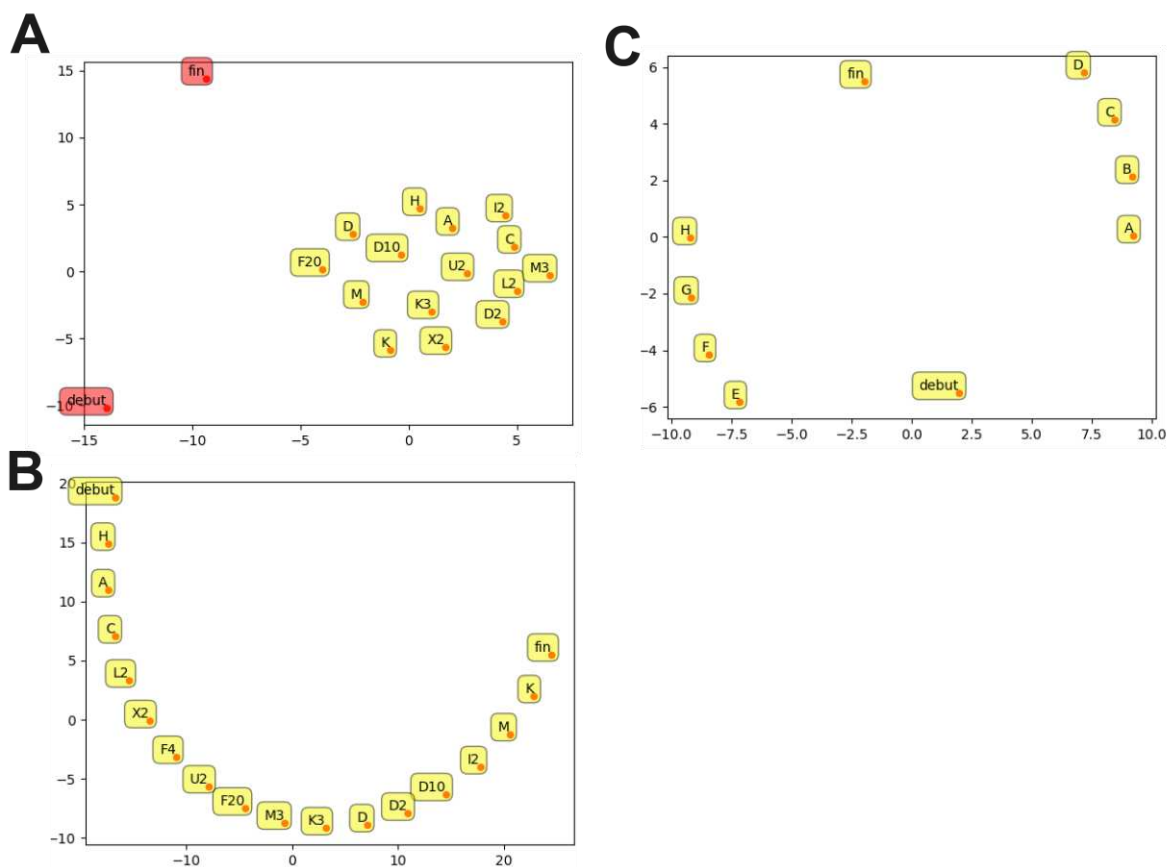 A
fin
15
10
H
I2
5
A
D
C
D10
F20
U2
M3
0
L2
M
K3
D2
-5
K
X2
debut
-10
-15 -10 -5 0 5
C
6
fin
D
4
C
2
B
0
H
A
-2
G
-4
F
E
debut
-6
-10.0 -7.5 -5.0 -2.5 0.0 2.5 5.0 7.5 10.0
B
20
debut
15
H
A
10
C
5
L2
fin
K
0
X2
M
F4
I2
-5
U2
D10
F20
D2
M3
K3
D
-10
-10 0 10 20